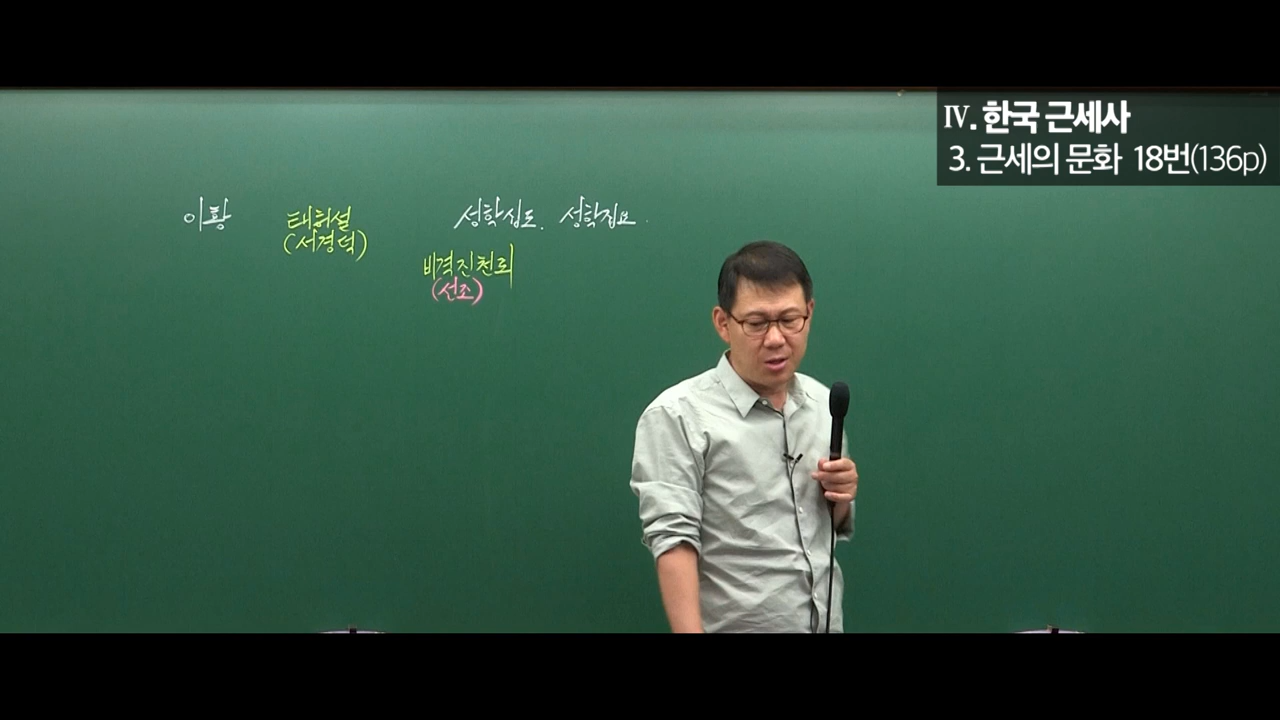 Ⅳ. 한국 근세사
3. 근세의 문화 18번(136p)
이황 태허설 성학십도. 성학집요.
(서경덕)
비격진천뢰
(선조)